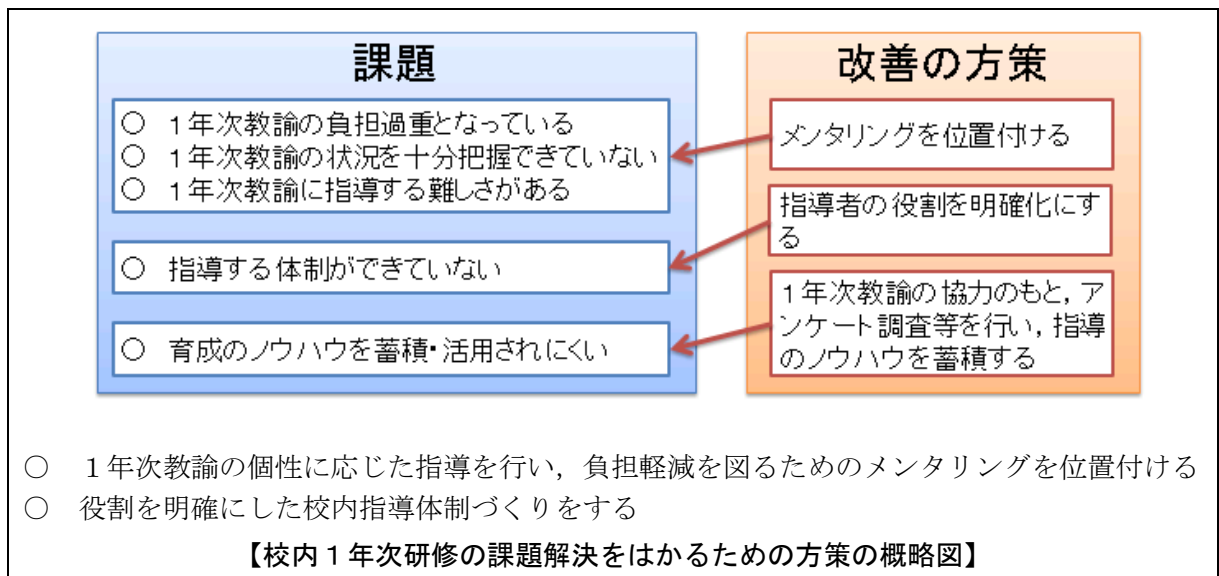 課題
○ 1年次教諭の負担過重となっている
○ 1年次教諭の状況を十分把握できていない
○ 1年次教諭に指導する難しさがある
○ 指導する体制ができていない
○ 育成のノウハウを蓄積・活用されにくい
改善の方策
メンタリングを位置付ける
指導者の役割を明確化にす
る
1年次教諭の協力のもと，ア
ンケート調査等を行い，指導
のノウハウを蓄積する
○ １年次教諭の個性に応じた指導を行い，負担軽減を図るためのメンタリングを位置付ける
○ 役割を明確にした校内指導体制づくりをする
【校内１年次研修の課題解決をはかるための方策の概略図】